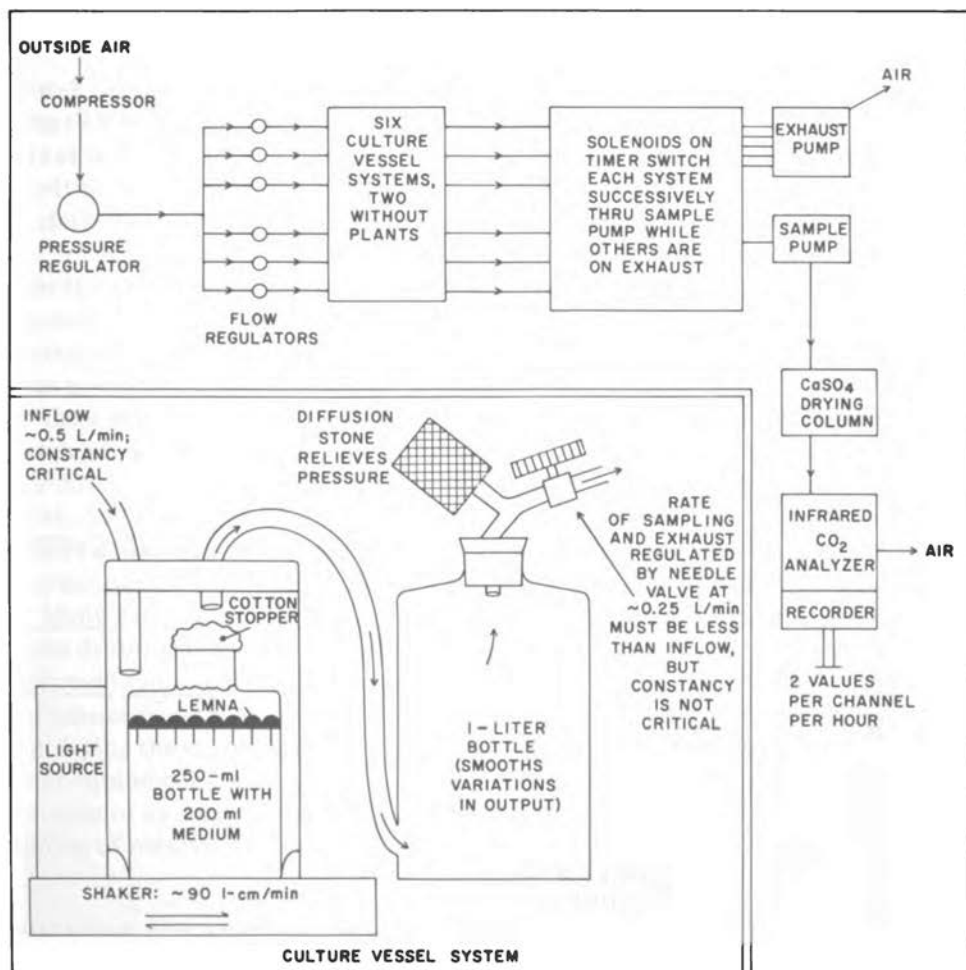 OUTSIDE AIR
COMPRESSOR
PRESSURE
REGULATOR
FLOW
REGULATORS
SIX
CULTURE
VESSEL
SYSTEMS,
TWO
WITHOUT
PLANTS
SOLENOIDS ON
TIMER SWITCH
EACH SYSTEM
SUCCESSIVELY
THRU SAMPLE
PUMP WHILE
OTHERS ARE
ON EXHAUST
AIR
EXHAUST
PUMP
SAMPLE
PUMP
CaSO4
DRYING
COLUMN
INFRARED
CO2
ANALYZER
AIR
RECORDER
2 VALUES
PER CHANNEL
PER HOUR
INFLOW
~0.5 L/min;
CONSTANCY
CRITICAL
DIFFUSION
STONE
RELIEVES
PRESSURE
RATE
OF SAMPLING
AND EXHAUST
REGULATED
BY NEEDLE
VALVE AT
~0.25 L/min
MUST BE LESS
THAN INFLOW,
BUT
CONSTANCY
IS NOT
CRITICAL
COTTON
STOPPER
LEMNA
LIGHT
SOURCE
250-ml
BOTTLE WITH
200 ml
MEDIUM
1-LITER
BOTTLE
(SMOOTHS
VARIATIONS
IN OUTPUT)
SHAKER: ~90 1-cm/min
CULTURE VESSEL SYSTEM